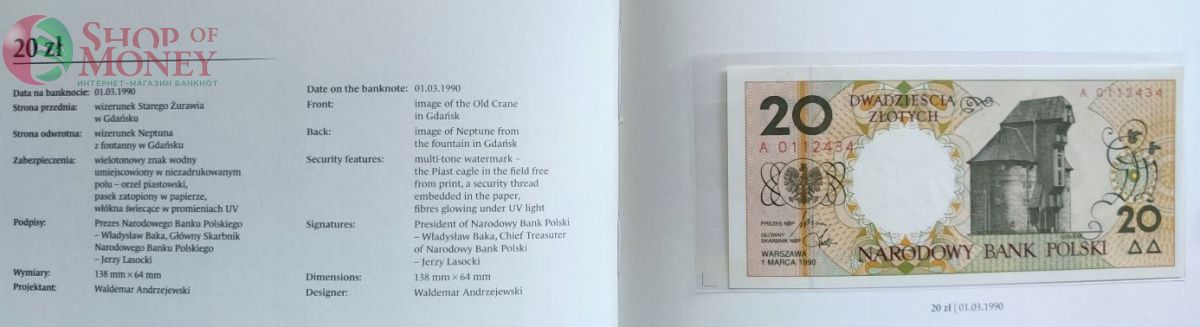 SHOP OF
MONEY
ИНТЕРНЕТ-МАГАЗИН БАНКНОТ
20 zł
Data na banknocie: 01.03.1990
Strona przednia: wizerunek Starego Żurawia
w Gdańsku
Strona odwrotna: wizerunek Neptuna
z fontanny w Gdańsku
Zabezpieczenia: wielotonowy znak wodny
umiejscowiony w niezadrukowanym
polu – orzeł piastowski,
pasek zatopiony w papierze,
włókna świecące w promieniach UV
Podpisy: Prezes Narodowego Banku Polskiego
– Władysław Baka, Główny Skarbnik
Narodowego Banku Polskiego
– Jerzy Lasocki
Wymiary: 138 mm × 64 mm
Projektant: Waldemar Andrzejewski
Date on the banknote: 01.03.1990
Front: image of the Old Crane
in Gdańsk
Back: image of Neptune from
the fountain in Gdańsk
Security features: multi-tone watermark –
the Piast eagle in the field free
from print, a security thread
embedded in the paper,
fibres glowing under UV light
Signatures: President of Narodowy Bank Polski
– Władysław Baka, Chief Treasurer
of Narodowy Bank Polski
– Jerzy Lasocki
Dimensions: 138 mm × 64 mm
Designer: Waldemar Andrzejewski
20
DWADZIEŚCIA
ZŁOTYCH
A 0112434
A 0112434
PREZES NBP
GŁÓWNY
SKARBNIK NBP
WARSZAWA
1 MARCA 1990
20
NARODOWY BANK POLSKI
20 zł | 01.03.1990